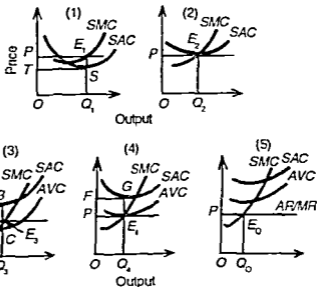 (1)
SMC
SAC
Price
P
E₁
T
S
O
Q₁
(2)
SMC
SAC
P
E₂
O
Q₂
Output
(3)
SMC
SAC
AVC
B
C
E₃
Q₃
(4)
SMC
SAC
AVC
F
G
P
E₄
O
Q₄
Output
(5)
SMC
SAC
AVC
AR/MR
P
E₀
O
Q₀